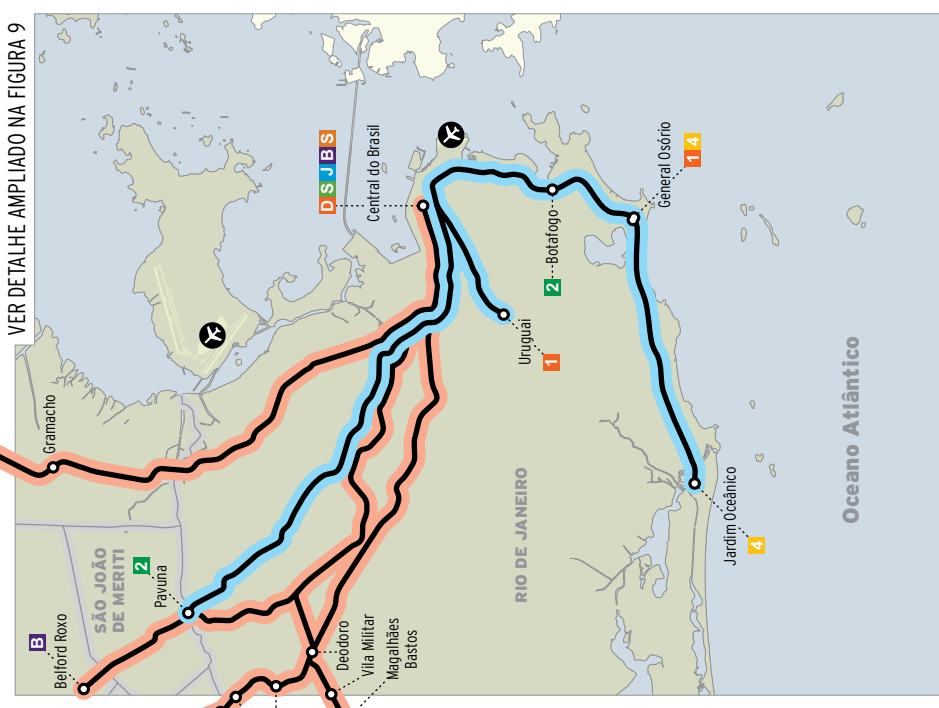 VER DETALHE AMPLIADO NA FIGURA 9
Gramacho
D S J B S
Central do Brasil
General Osório
1 4
2
Botafogo
Uruguai
1
Belford Roxo
B
SÃO JOÃO
DE MERITI
2
Pavuna
Deodoro
Vila Militar
Magalhães
Bastos
RIO DE JANEIRO
Jardim Oceânico
4
Oceano Atlântico